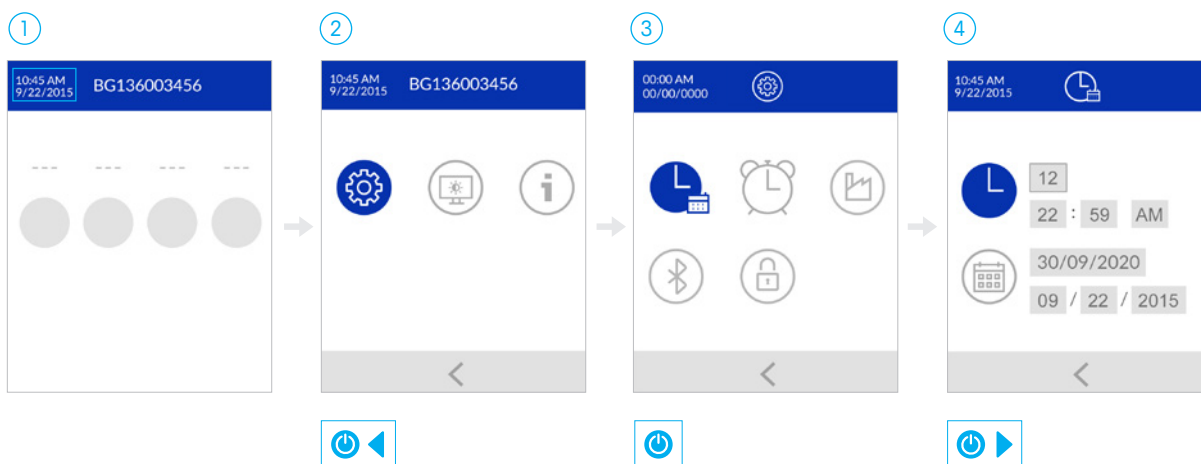 1
10:45 AM
9/22/2015
BG136003456
--- --- --- ---
2
10:45 AM
9/22/2015
BG136003456
3
00:00 AM
00/00/0000
4
10:45 AM
9/22/2015
12
22 : 59 AM
30/09/2020
09 / 22 / 2015